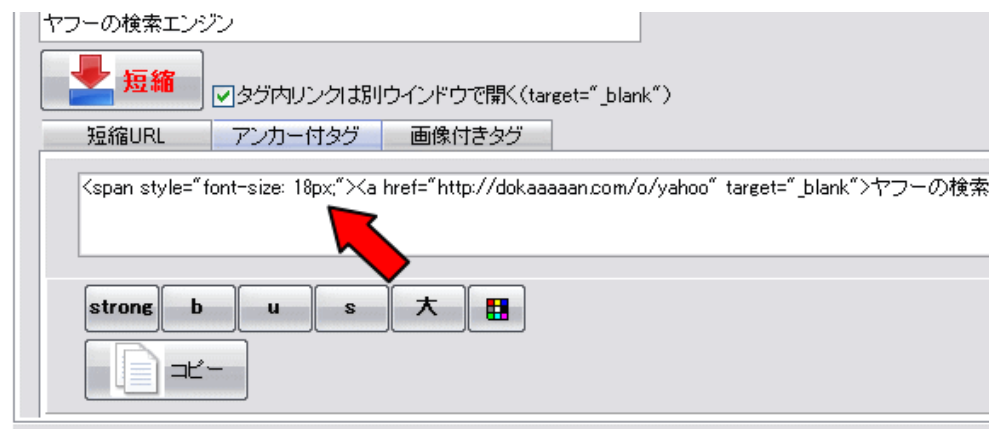 ヤフーの検索エンジン
短縮
タグ内リンクは別ウインドウで開く(target="_blank")
短縮URL アンカー付タグ 画像付きタグ
<span style="font-size: 18px;"><a href="http://dokaaaaan.com/o/yahoo" target="_blank">ヤフーの検索
strong b u s 大
コピー